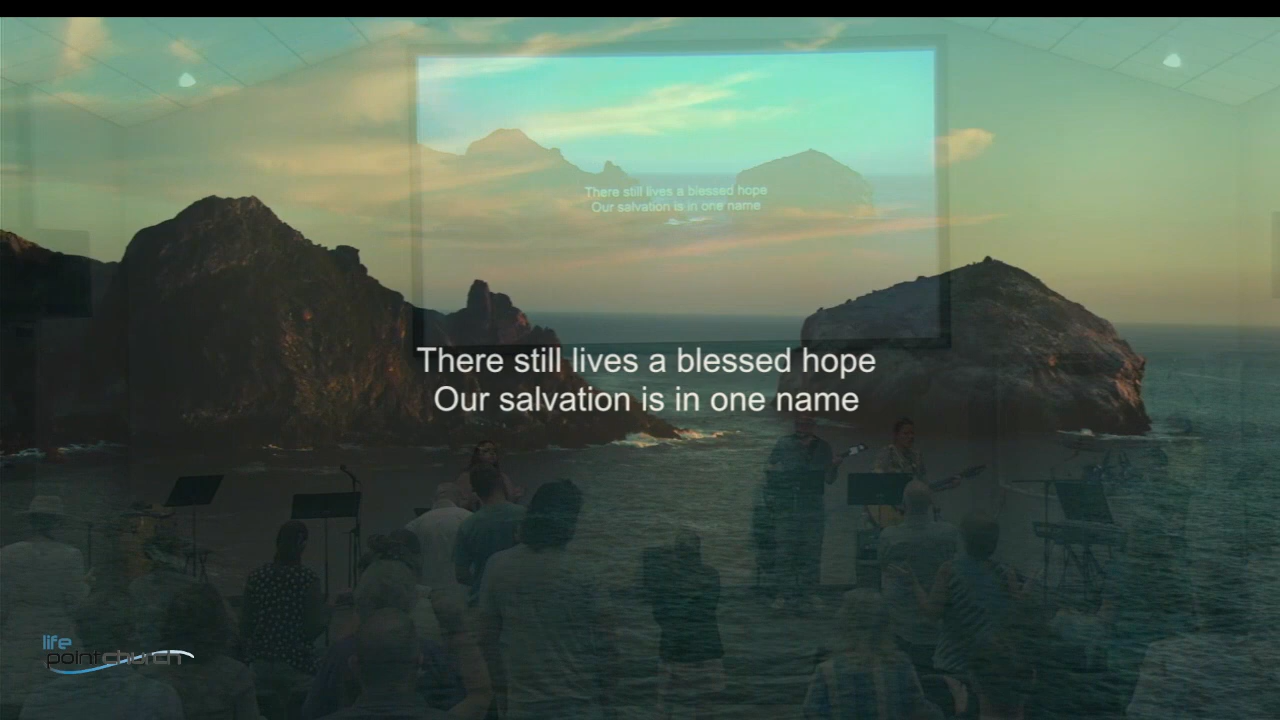 There still lives a blessed hope
Our salvation is in one name
There still lives a blessed hope
Our salvation is in one name
life
pointchurch